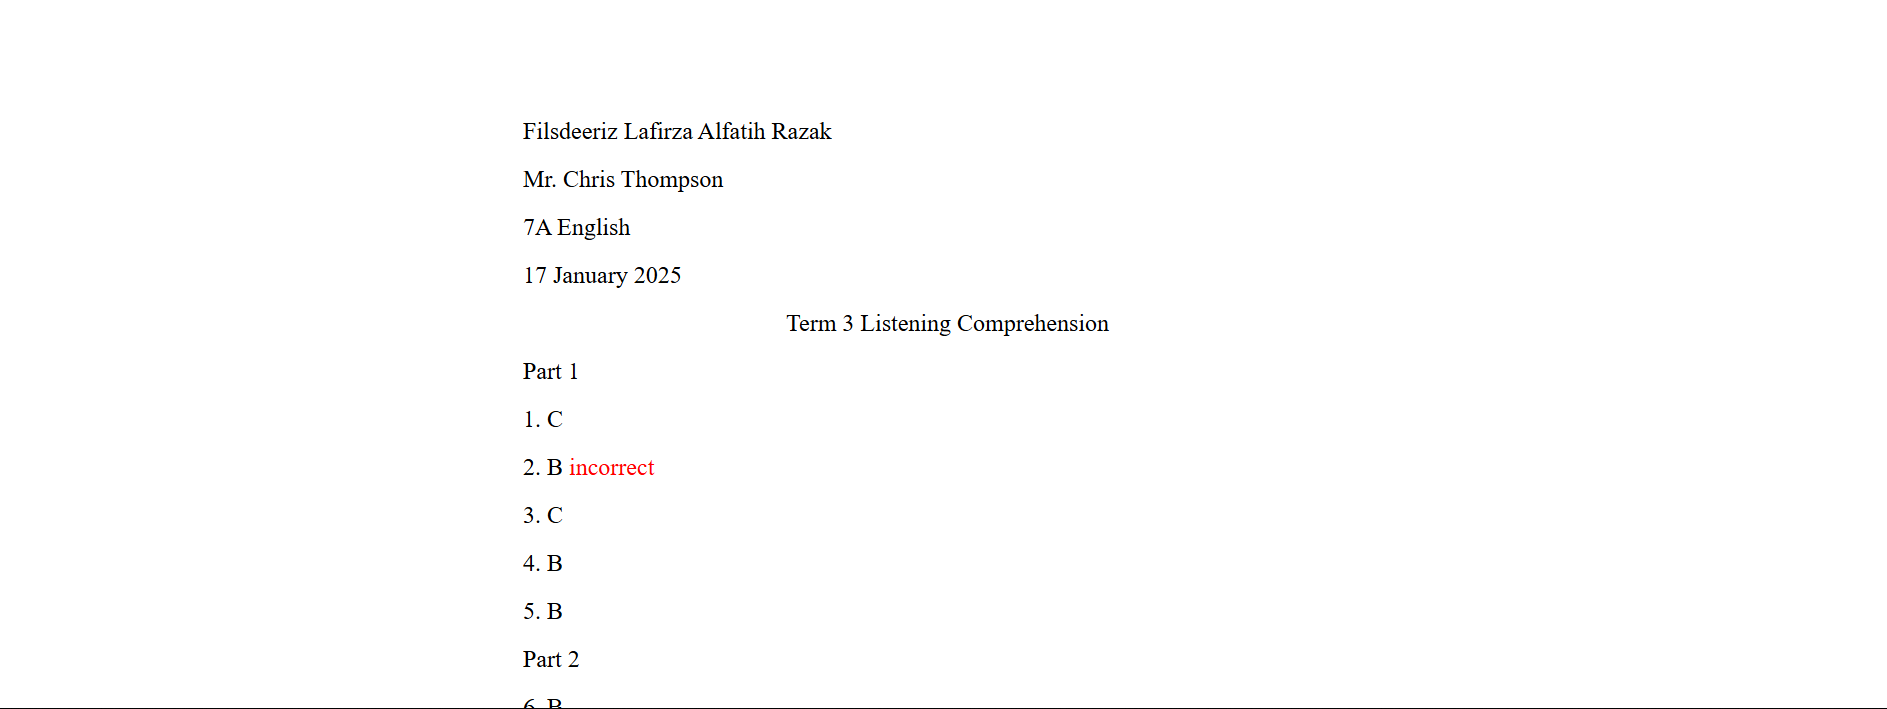 Filsdeeriz Lafirza Alfatih Razak
Mr. Chris Thompson
7A English
17 January 2025
Term 3 Listening Comprehension
Part 1
1. C
2. B incorrect
3. C
4. B
5. B
Part 2
6. B